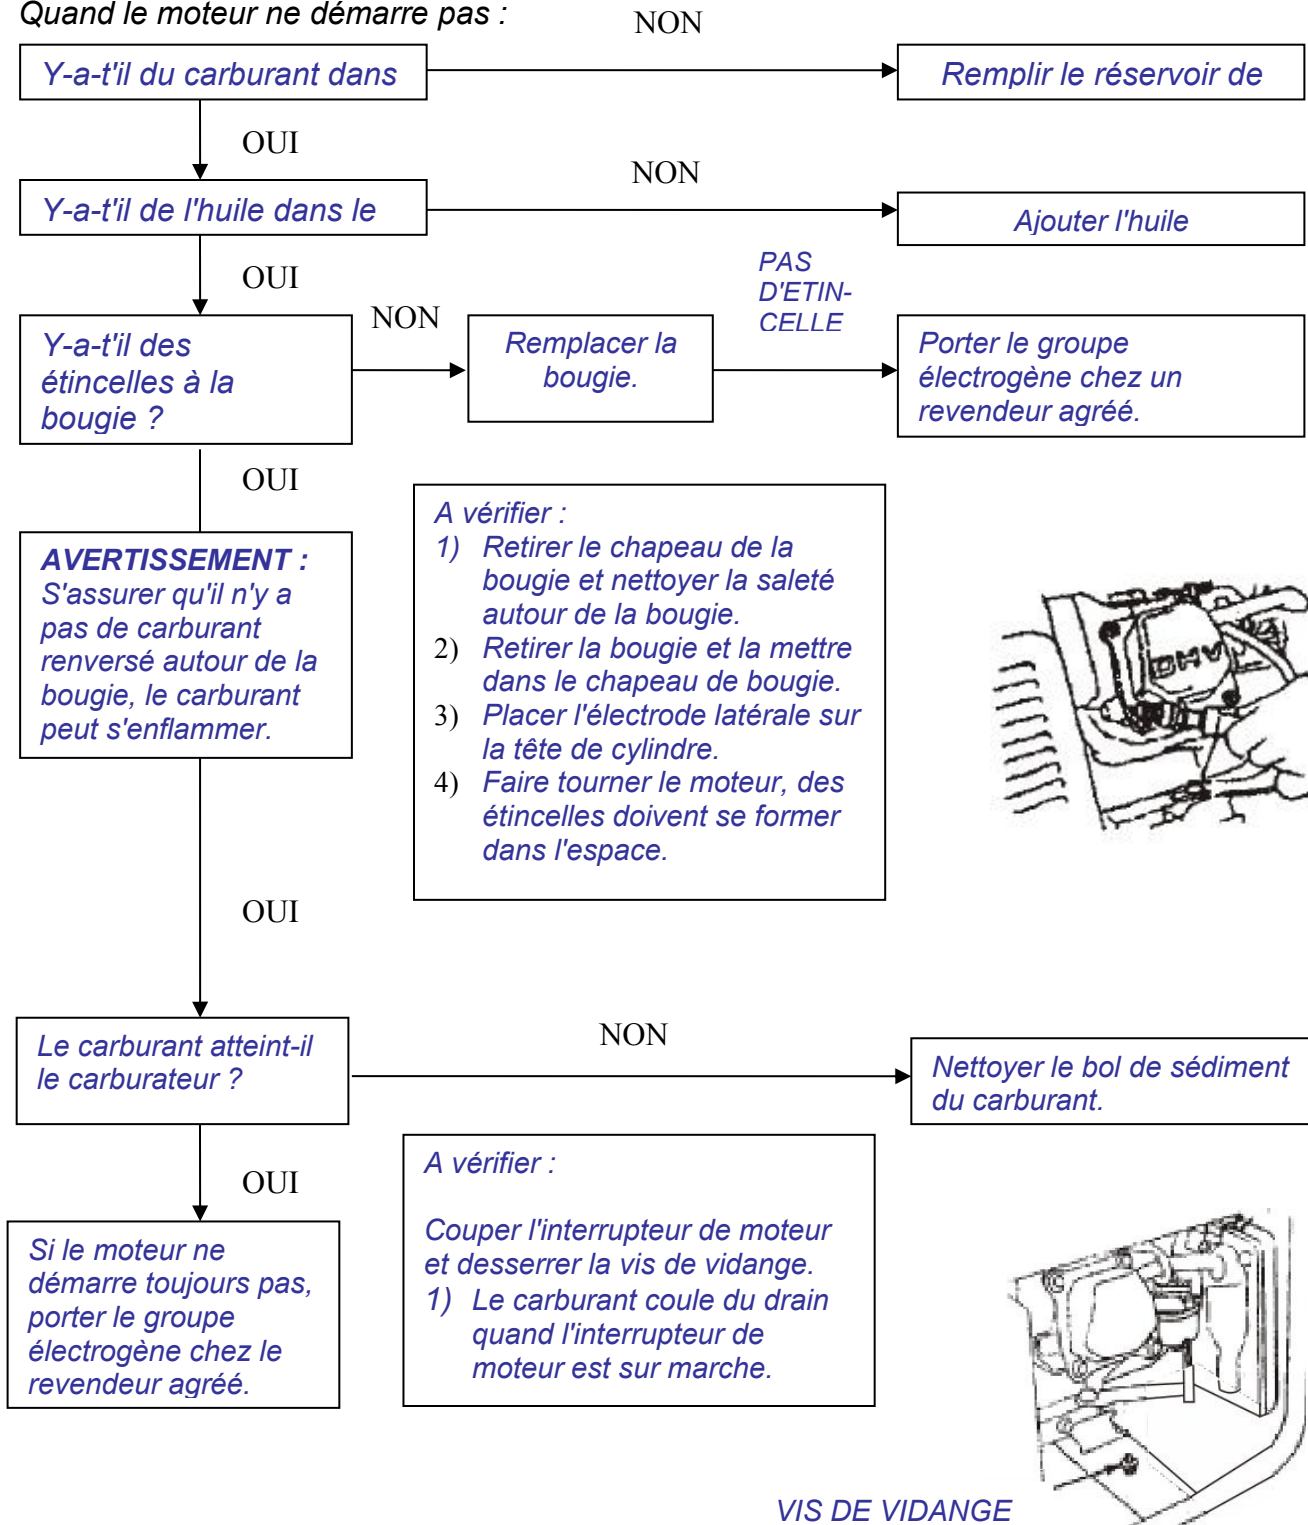 Quand le moteur ne démarre pas :
NON
Y-a-t'il du carburant dans
Remplir le réservoir de
OUI
NON
Y-a-t'il de l'huile dans le
Ajouter l'huile
OUI
NON
PAS
D'ETIN-
CELLE
Y-a-t'il des
étincelles à la
bougie ?
Remplacer la
bougie.
Porter le groupe
électrogène chez un
revendeur agréé.
OUI
AVERTISSEMENT :
S'assurer qu'il n'y a
pas de carburant
renversé autour de la
bougie, le carburant
peut s'enflammer.
A vérifier :
1) Retirer le chapeau de la
bougie et nettoyer la saleté
autour de la bougie.
2) Retirer la bougie et la mettre
dans le chapeau de bougie.
3) Placer l'électrode latérale sur
la tête de cylindre.
4) Faire tourner le moteur, des
étincelles doivent se former
dans l'espace.
OHV
OUI
Le carburant atteint-il
le carburateur ?
NON
Nettoyer le bol de sédiment
du carburant.
OUI
Si le moteur ne
démarre toujours pas,
porter le groupe
électrogène chez le
revendeur agréé.
A vérifier :
Couper l'interrupteur de moteur
et desserrer la vis de vidange.
1) Le carburant coule du drain
quand l'interrupteur de
moteur est sur marche.
VIS DE VIDANGE